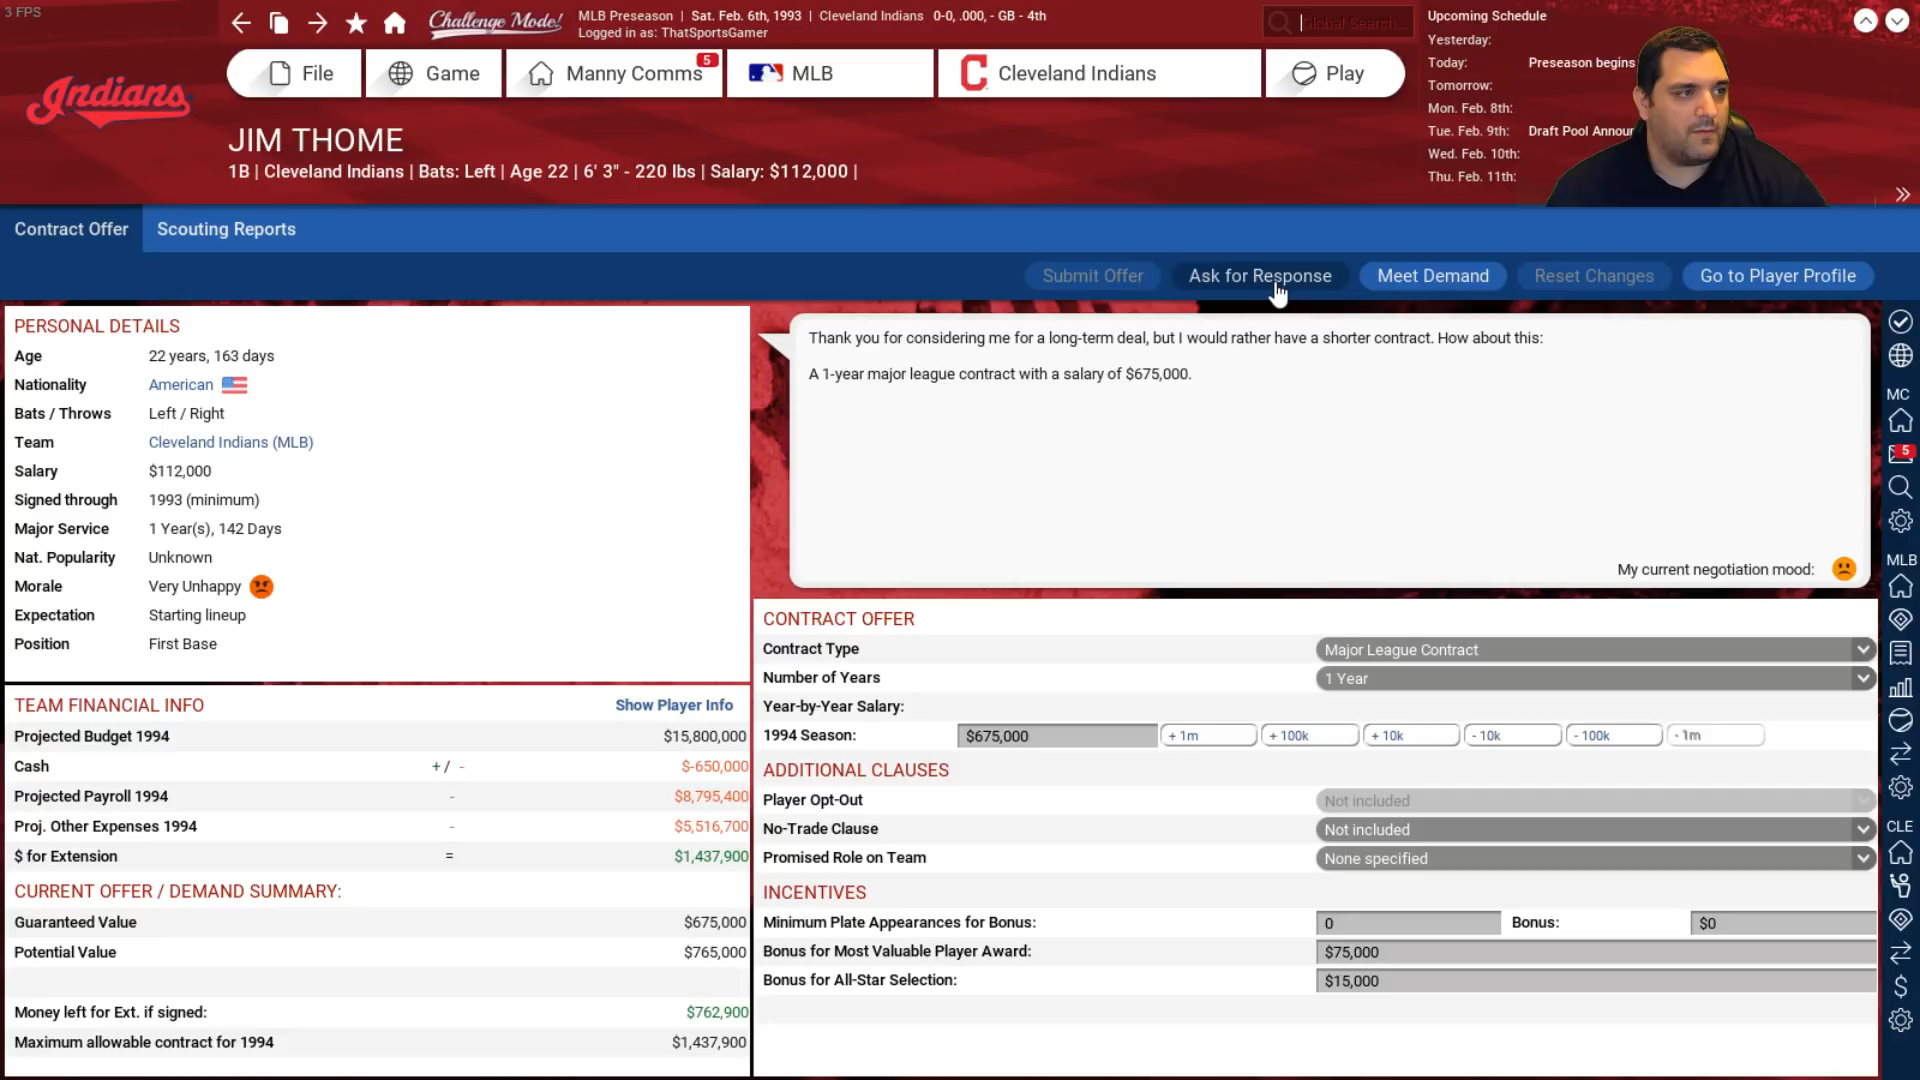 3 FPS
Challenge Mode!
MLB Preseason | Sat. Feb. 6th, 1993 | Cleveland Indians 0-0, .000, - GB - 4th
Logged in as: ThatSportsGamer
Global Search...
Upcoming Schedule
Yesterday:
Today: Preseason begins
Tomorrow:
Mon. Feb. 8th:
Tue. Feb. 9th: Draft Pool Annour
Wed. Feb. 10th:
Thu. Feb. 11th:
Indians
File
Game
Manny Comms 5
MLB
Cleveland Indians
Play
JIM THOME
1B | Cleveland Indians | Bats: Left | Age 22 | 6' 3" - 220 lbs | Salary: $112,000 |
Contract Offer
Scouting Reports
Submit Offer
Ask for Response
Meet Demand
Reset Changes
Go to Player Profile
PERSONAL DETAILS
Age 22 years, 163 days
Nationality American
Bats / Throws Left / Right
Team Cleveland Indians (MLB)
Salary $112,000
Signed through 1993 (minimum)
Major Service 1 Year(s), 142 Days
Nat. Popularity Unknown
Morale Very Unhappy
Expectation Starting lineup
Position First Base
Thank you for considering me for a long-term deal, but I would rather have a shorter contract. How about this:
A 1-year major league contract with a salary of $675,000.
My current negotiation mood:
TEAM FINANCIAL INFO Show Player Info
Projected Budget 1994 $15,800,000
Cash + / - $-650,000
Projected Payroll 1994 - $8,795,400
Proj. Other Expenses 1994 - $5,516,700
$ for Extension = $1,437,900
CURRENT OFFER / DEMAND SUMMARY:
Guaranteed Value $675,000
Potential Value $765,000
Money left for Ext. if signed: $762,900
Maximum allowable contract for 1994 $1,437,900
CONTRACT OFFER
Contract Type Major League Contract
Number of Years 1 Year
Year-by-Year Salary:
1994 Season: $675,000 + 1m + 100k + 10k - 10k - 100k - 1m
ADDITIONAL CLAUSES
Player Opt-Out Not included
No-Trade Clause Not included
Promised Role on Team None specified
INCENTIVES
Minimum Plate Appearances for Bonus: 0 Bonus: $0
Bonus for Most Valuable Player Award: $75,000
Bonus for All-Star Selection: $15,000
MC
5
MLB
CLE